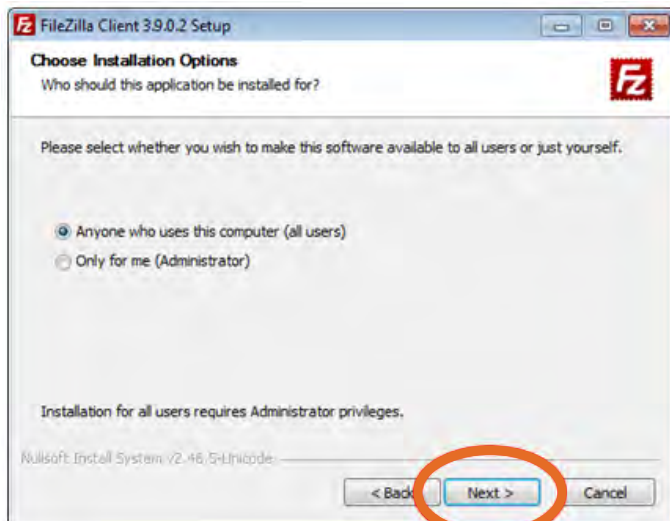 FileZilla Client 3.9.0.2 Setup
Choose Installation Options
Who should this application be installed for?
Fz
Please select whether you wish to make this software available to all users or just yourself.
Anyone who uses this computer (all users)
Only for me (Administrator)
Installation for all users requires Administrator privileges.
Nullsoft Install System v2.46.5-Unicode
< Back
Next >
Cancel